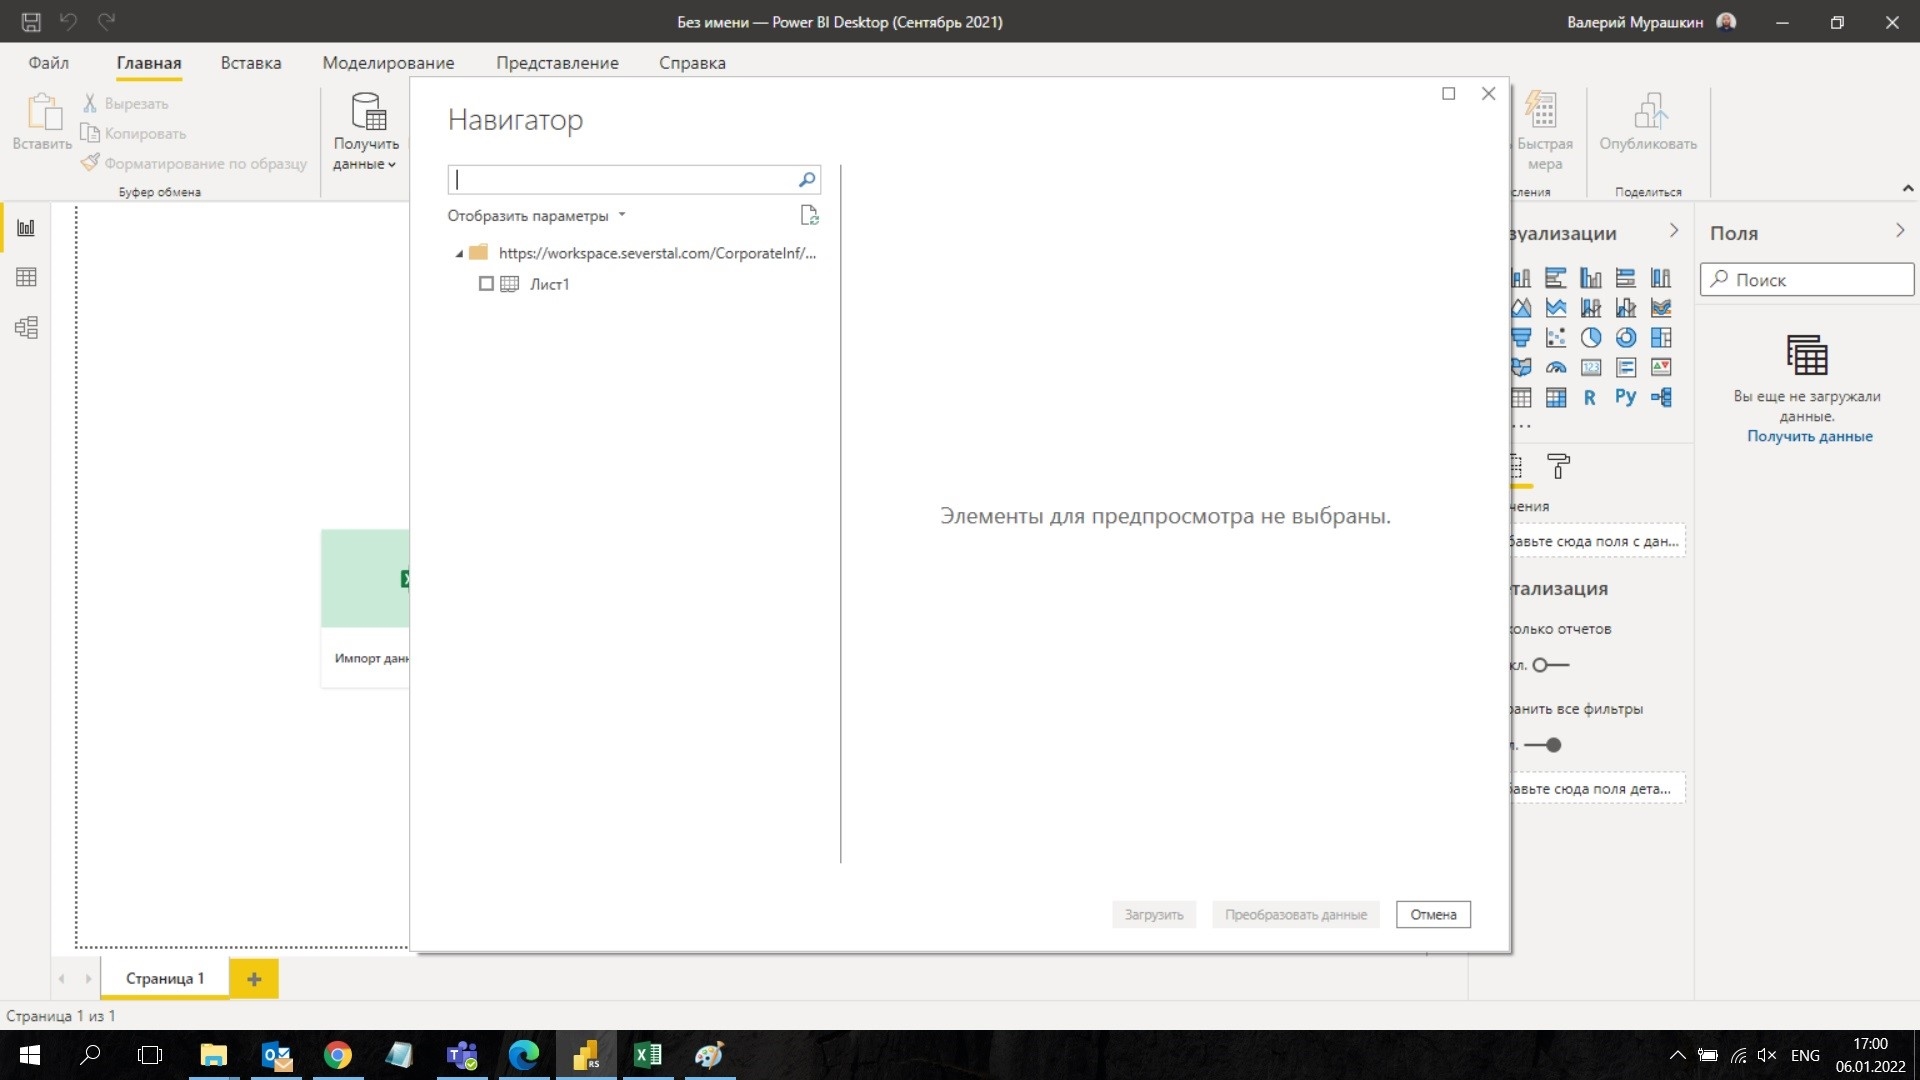 Без имени — Power BI Desktop (Сентябрь 2021)
Валерий Мурашкин
Файл
Главная
Вставка
Моделирование
Представление
Справка
Вставить
Вырезать
Копировать
Форматирование по образцу
Буфер обмена
Получить
данные
Быстрая
мера
сления
Опубликовать
Поделиться
Навигатор
Отобразить параметры
https://workspace.severstal.com/CorporateInf/...
Лист1
Элементы для предпросмотра не выбраны.
Загрузить
Преобразовать данные
Отмена
Импорт данн
зуализации
R
Py
...
чения
бавьте сюда поля с дан...
тализация
колько отчетов
кл.
ранить все фильтры
л.
бавьте сюда поля дета...
Поля
Поиск
Вы еще не загружали
данные.
Получить данные
Страница 1
Страница 1 из 1
RS
ENG
17:00
06.01.2022